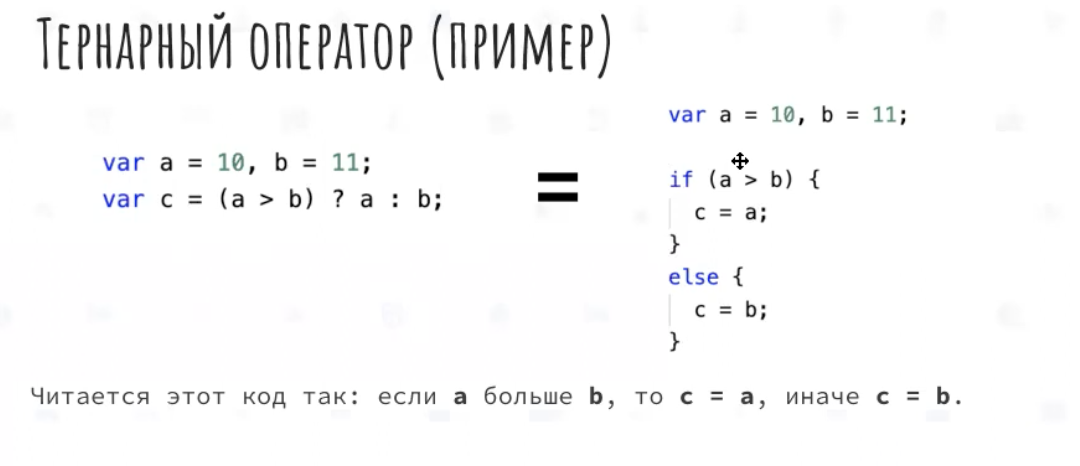 Тернарный оператор (пример)
var a = 10, b = 11;
var c = (a > b) ? a : b;
=
var a = 10, b = 11;
if (a > b) {
c = a;
}
else {
c = b;
}
Читается этот код так: если a больше b, то c = a, иначе c = b.